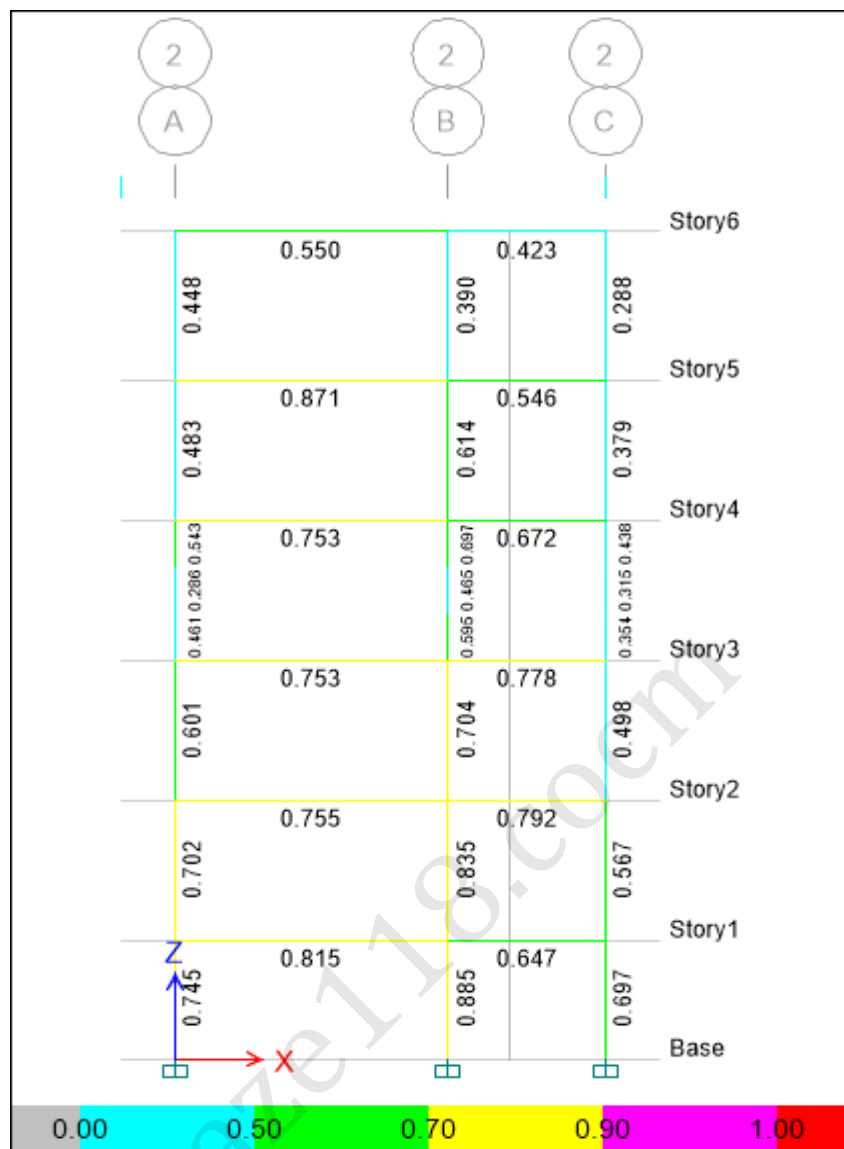 2 2 2
A B C
Story6
0.550 0.423
0.448 0.390 0.288
Story5
0.871 0.546
0.483 0.614 0.379
Story4
0.753 0.672
0.461 0.286 0.543 0.595 0.465 0.697 0.354 0.315 0.438
Story3
0.753 0.778
0.601 0.704 0.498
Story2
0.755 0.792
0.702 0.835 0.567
Story1
Z
0.815 0.647
0.745 0.885 0.697
X
Base
0.00 0.50 0.70 0.90 1.00
aze118.cocm